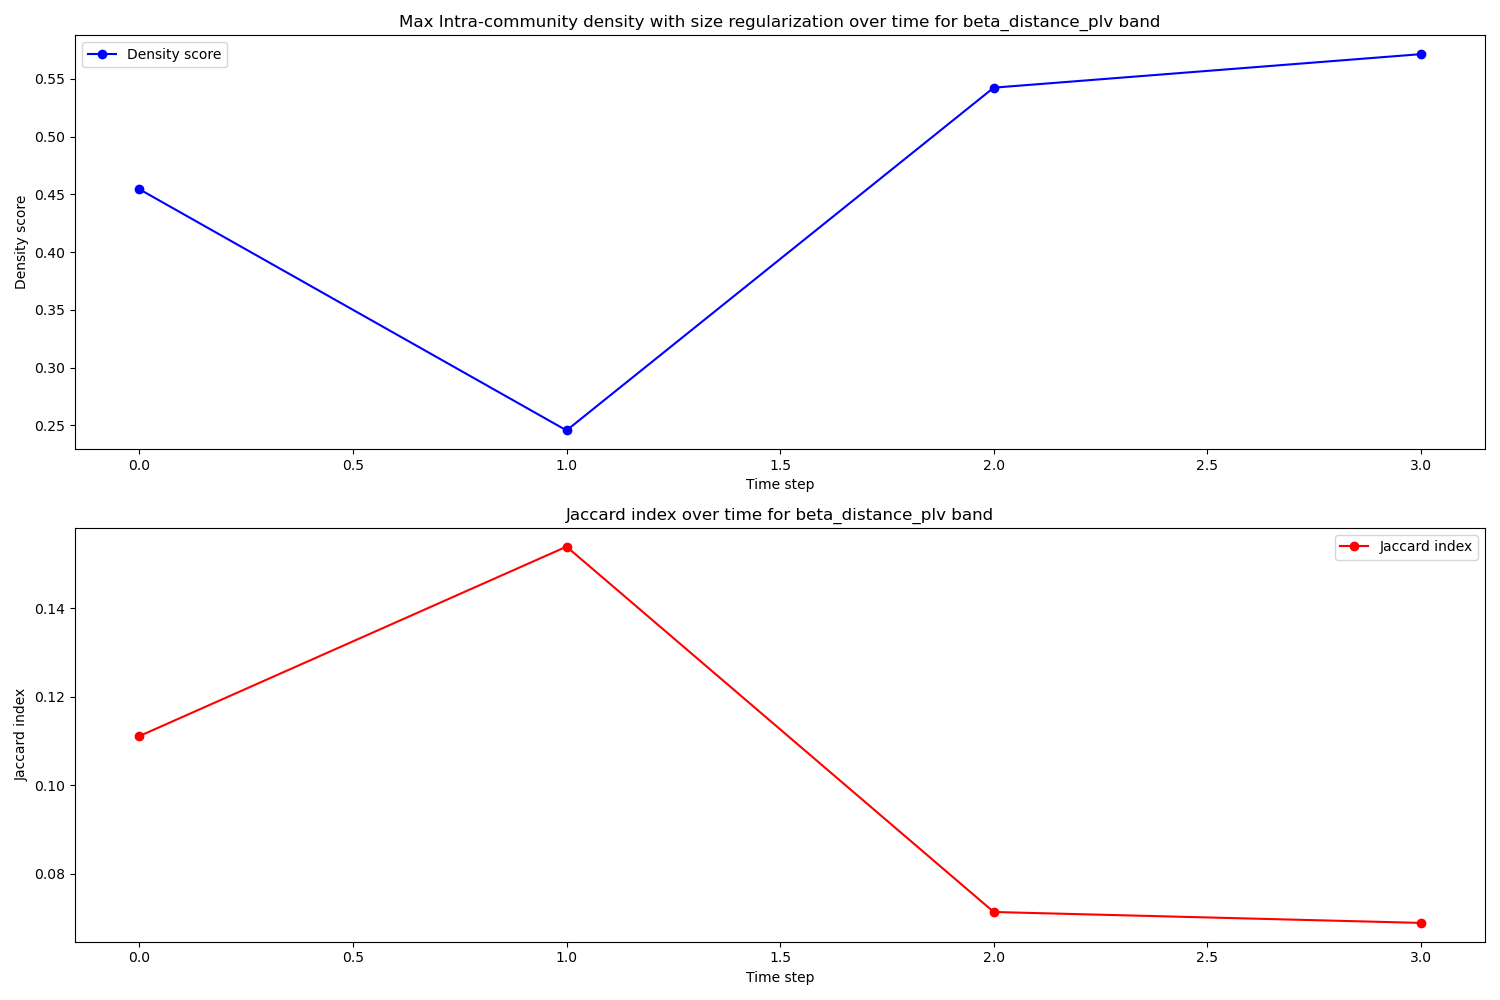 Max Intra-community density with size regularization over time for beta_distance_plv band
Density score
0.55
0.50
0.45
0.40
0.35
0.30
0.25
Density score
0.0 0.5 1.0 1.5 2.0 2.5 3.0
Time step
Jaccard index over time for beta_distance_plv band
Jaccard index
0.14
0.12
0.10
0.08
Jaccard index
0.0 0.5 1.0 1.5 2.0 2.5 3.0
Time step